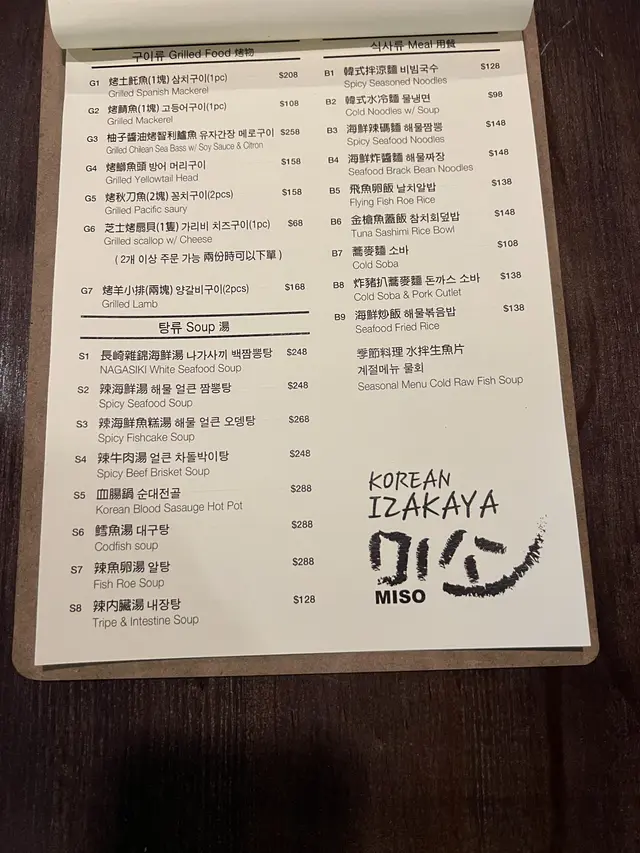 구이류 Grilled Food 烤物
G1 烤土魠魚(1塊) 삼치구이(1pc) $208
Grilled Spanish Mackerel
G2 烤鯖魚(1塊) 고등어구이(1pc) $108
Grilled Mackerel
G3 柚子醬油烤智利鱸魚 유자간장 메로구이 $258
Grilled Chilean Sea Bass w/ Soy Sauce & Citron
G4 烤鰤魚頭 방어 머리구이 $158
Grilled Yellowtail Head
G5 烤秋刀魚(2塊) 꽁치구이(2pcs) $158
Grilled Pacific saury
G6 芝士烤扇貝(1隻) 가리비 치즈구이(1pc) $68
Grilled scallop w/ Cheese
( 2개 이상 주문 가능 兩份時可以下單 )
G7 烤羊小排(兩塊) 양갈비구이(2pcs) $168
Grilled Lamb
탕류 Soup 湯
S1 長崎雜錦海鮮湯 나가사끼 백짬뽕탕 $248
NAGASIKI White Seafood Soup
S2 辣海鮮湯 해물 얼큰 짬뽕탕 $248
Spicy Seafood Soup
S3 辣海鮮魚糕湯 해물 얼큰 오뎅탕 $268
Spicy Fishcake Soup
S4 辣牛肉湯 얼큰 차돌박이탕 $248
Spicy Beef Brisket Soup
S5 血腸鍋 순대전골 $288
Korean Blood Sasauge Hot Pot
S6 鱈魚湯 대구탕 $288
Codfish soup
S7 辣魚卵湯 알탕 $288
Fish Roe Soup
S8 辣內臟湯 내장탕 $128
Tripe & Intestine Soup
식사류 Meal 用餐
B1 韓式拌涼麵 비빔국수 $128
Spicy Seasoned Noodles
B2 韓式水冷麵 물냉면 $98
Cold Noodles w/ Soup
B3 海鮮辣碼麵 해물짬뽕 $148
Spicy Seafood Noodles
B4 海鮮炸醬麵 해물짜장 $148
Seafood Brack Bean Noodles
B5 飛魚卵飯 날치알밥 $138
Flying Fish Roe Rice
B6 金槍魚蓋飯 참치회덮밥 $148
Tuna Sashimi Rice Bowl
B7 蕎麥麵 소바 $108
Cold Soba
B8 炸豬扒蕎麥麵 돈까스 소바 $138
Cold Soba & Pork Cutlet
B9 海鮮炒飯 해물볶음밥 $138
Seafood Fried Rice
季節料理 水拌生魚片
계절메뉴 물회
Seasonal Menu Cold Raw Fish Soup
KOREAN
IZAKAYA
미소
MISO